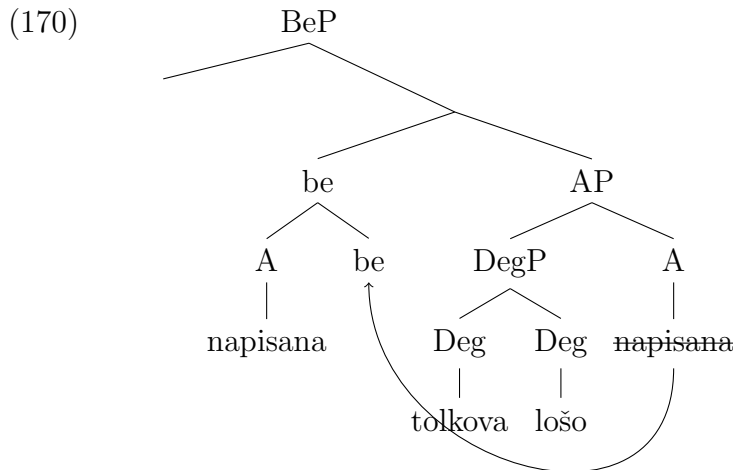 (170) BeP
be AP
A be DegP A
napisana Deg Deg napisana
tolkova lošo